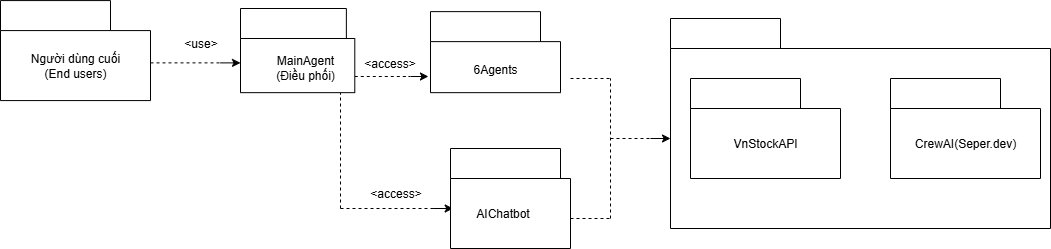 Người dùng cuối
(End users)
<use>
MainAgent
(Điều phối)
<access>
6Agents
<access>
AIChatbot
VnStockAPI
CrewAI(Seper.dev)